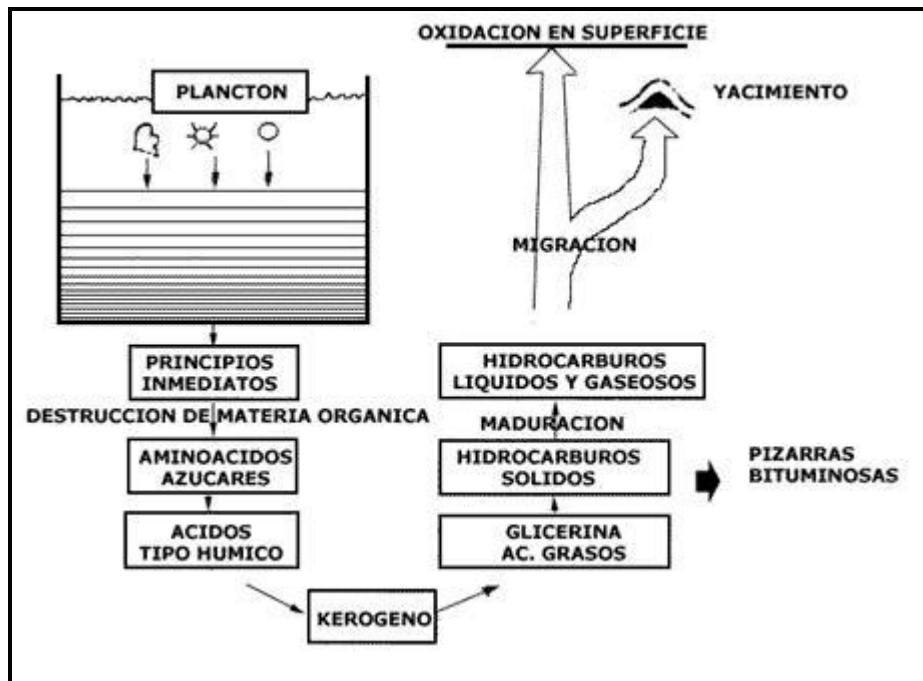 PLANCTON
PRINCIPIOS
INMEDIATOS
DESTRUCCION DE MATERIA ORGANICA
AMINOACIDOS
AZUCARES
ACIDOS
TIPO HUMICO
KEROGENO
GLICERINA
AC. GRASOS
HIDROCARBUROS
SOLIDOS
PIZARRAS
BITUMINOSAS
MADURACION
HIDROCARBUROS
LIQUIDOS Y GASEOSOS
MIGRACION
YACIMIENTO
OXIDACION EN SUPERFICIE